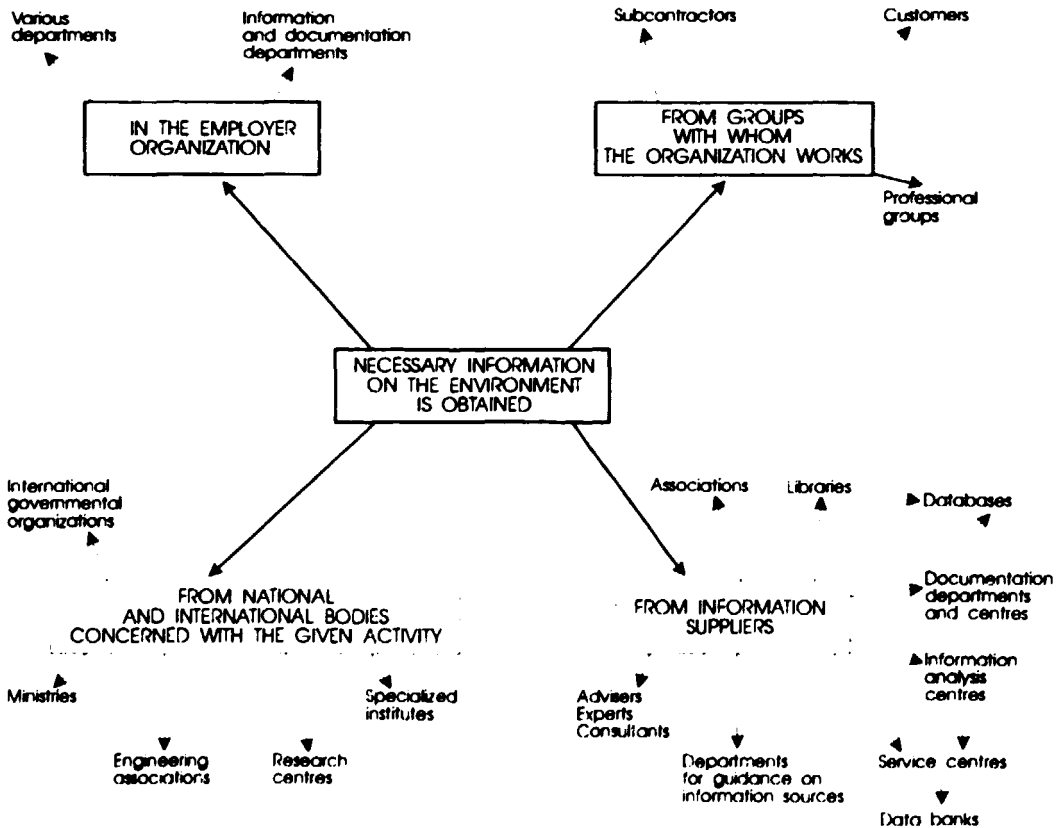 Various
departments
Information
and documentation
departments
Subcontractors
Customers
IN THE EMPLOYER
ORGANIZATION
FROM GROUPS
WITH WHOM
THE ORGANIZATION WORKS
Professional
groups
NECESSARY INFORMATION
ON THE ENVIRONMENT
IS OBTAINED
International
governmental
organizations
Associations
Libraries
Databases
FROM NATIONAL
AND INTERNATIONAL BODIES
CONCERNED WITH THE GIVEN ACTIVITY
FROM INFORMATION
SUPPLIERS
Documentation
departments
and centres
Information
analysis
centres
Ministries
Specialized
institutes
Advisers
Experts
Consultants
Engineering
associations
Research
centres
Departments
for guidance on
information sources
Service centres
Data banks